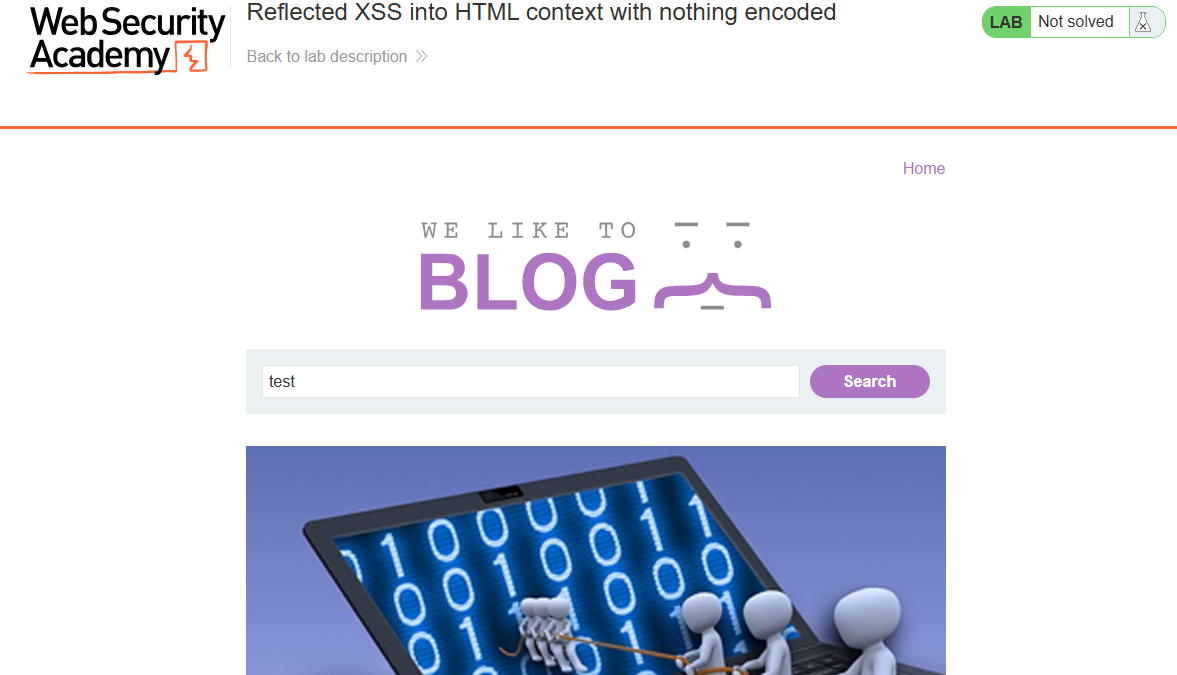 Web Security
Academy
Reflected XSS into HTML context with nothing encoded
Back to lab description
LAB Not solved
Home
WE LIKE TO
BLOG
test
Search